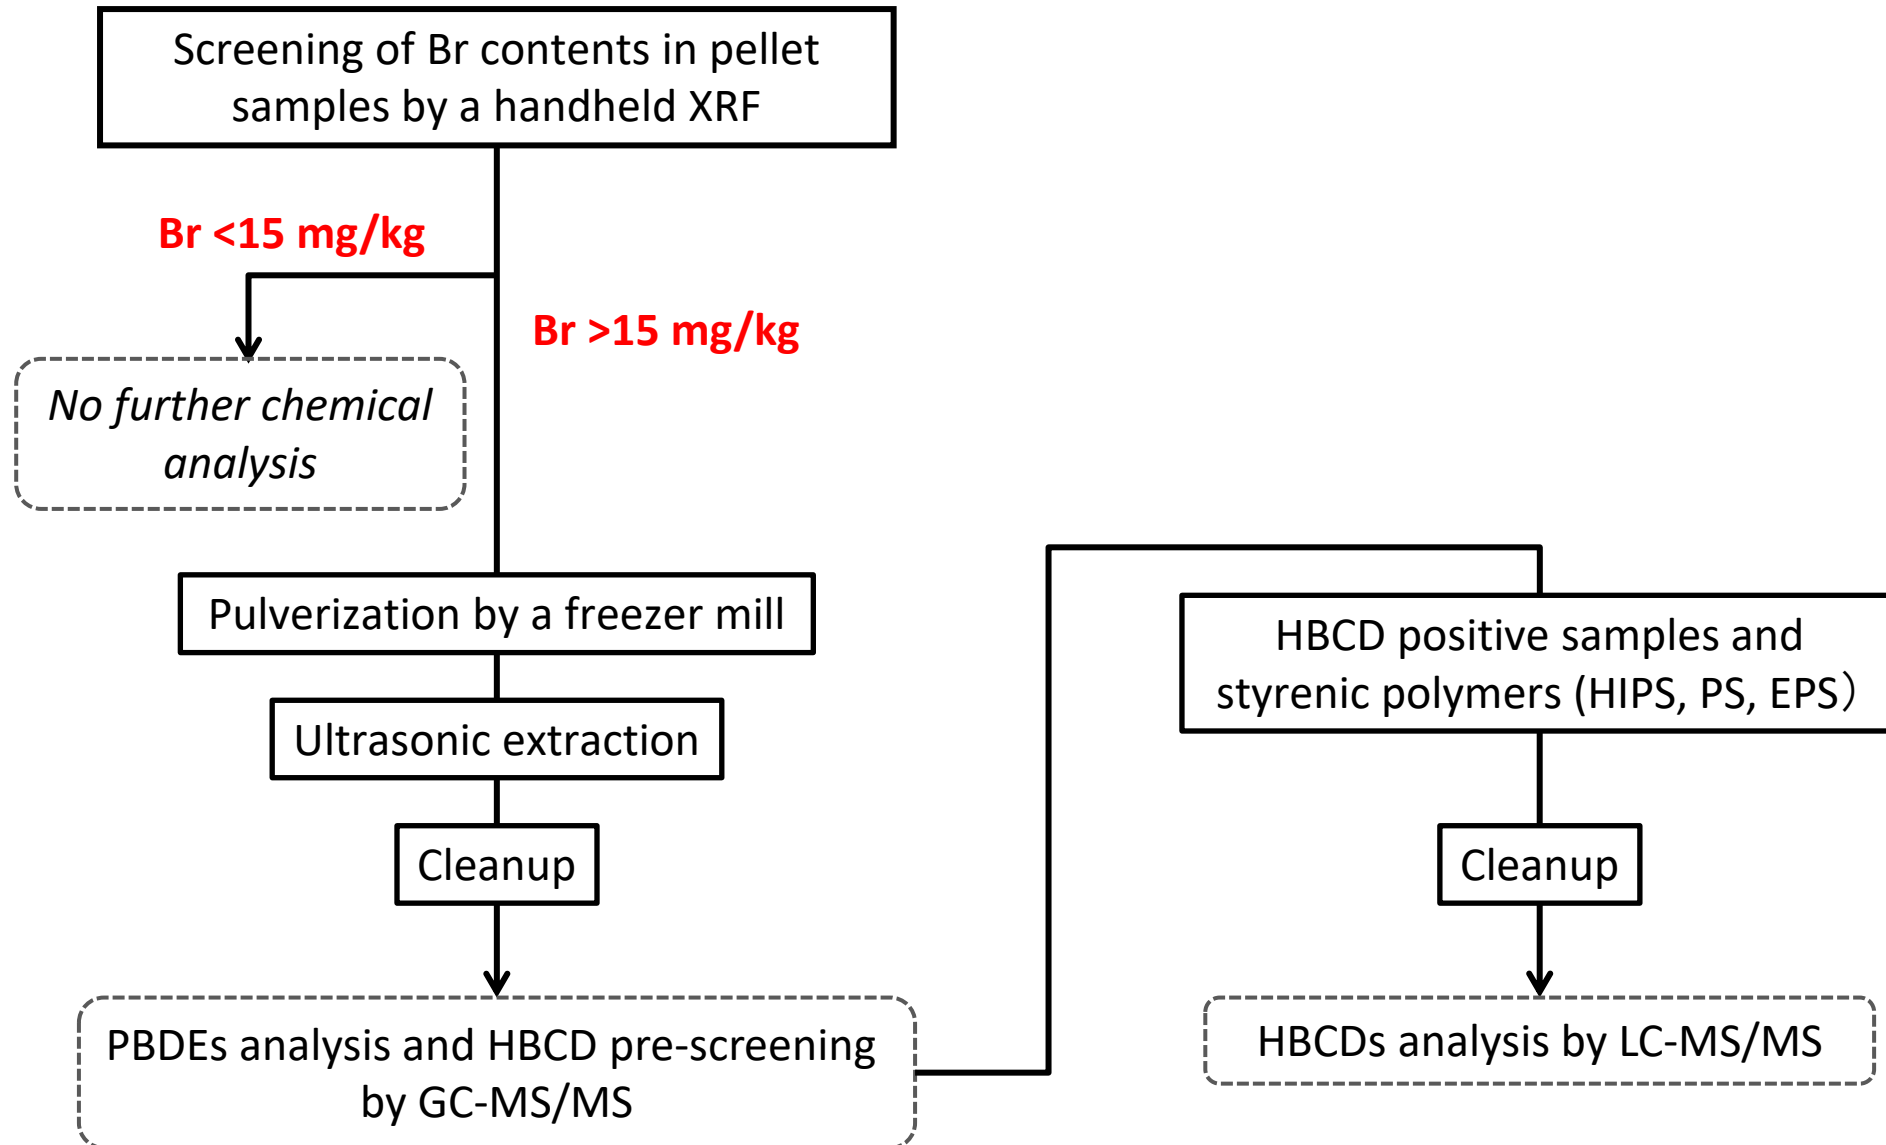 Screening of Br contents in pellet
samples by a handheld XRF
Br <15 mg/kg
Br >15 mg/kg
No further chemical
analysis
Pulverization by a freezer mill
Ultrasonic extraction
Cleanup
PBDEs analysis and HBCD pre-screening
by GC-MS/MS
HBCD positive samples and
styrenic polymers (HIPS, PS, EPS）
Cleanup
HBCDs analysis by LC-MS/MS